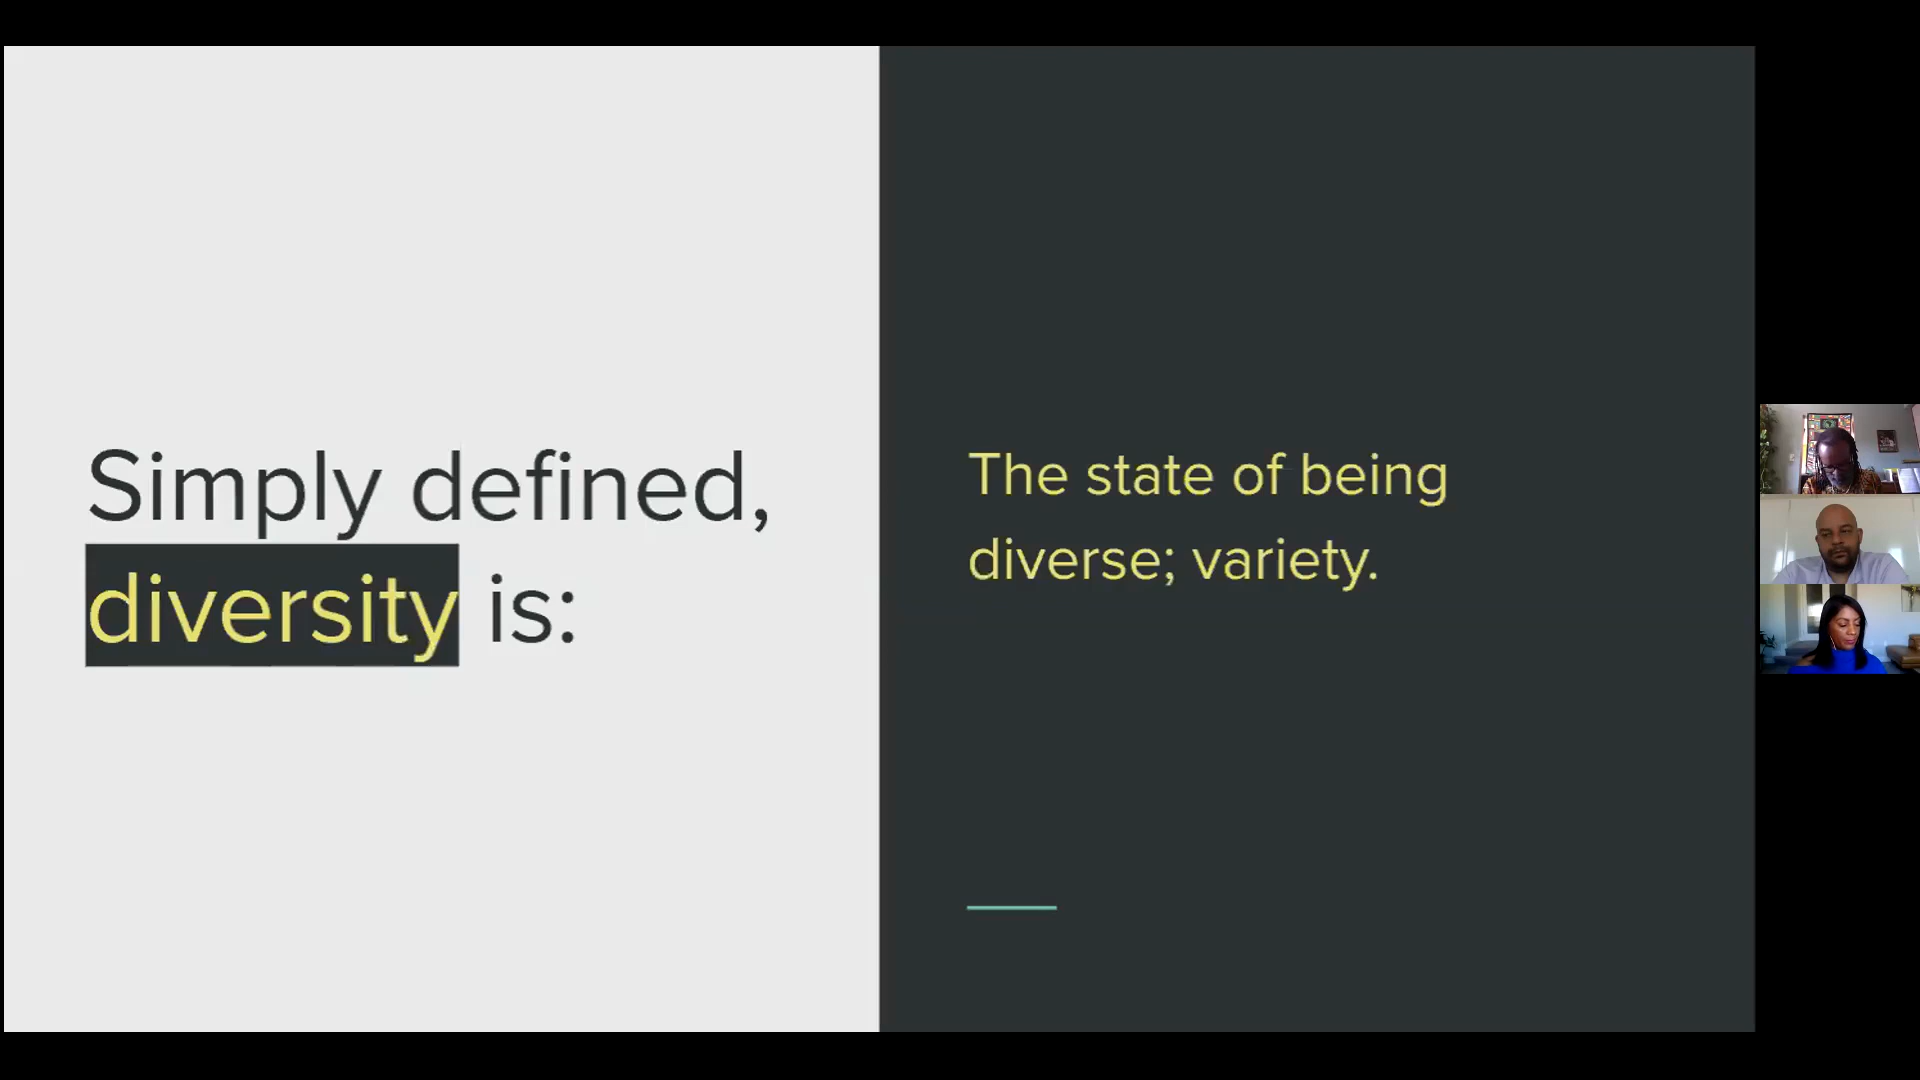 Simply defined,
diversity is:
The state of being
diverse; variety.